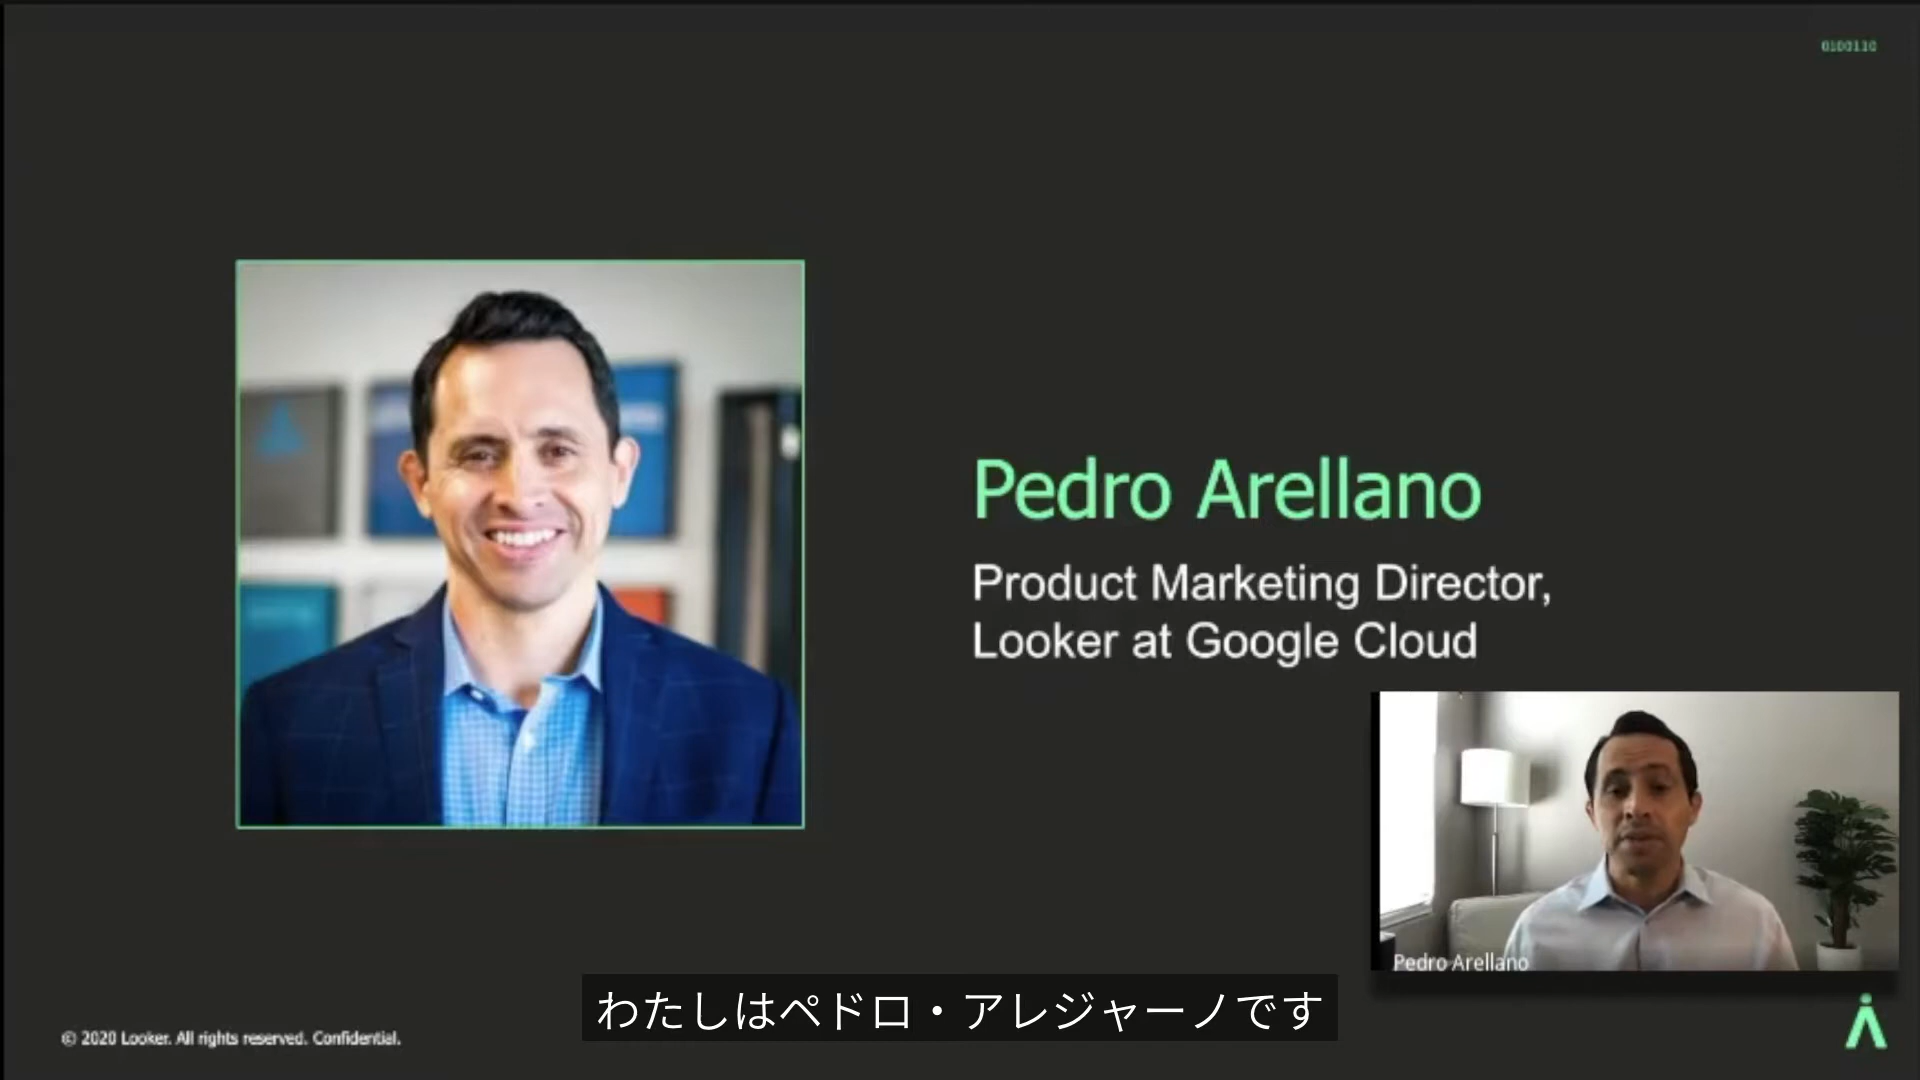 0100110
Pedro Arellano
Product Marketing Director,
Looker at Google Cloud
Pedro Arellano
わたしはペドロ・アレジャーノです
© 2020 Looker. All rights reserved. Confidential.